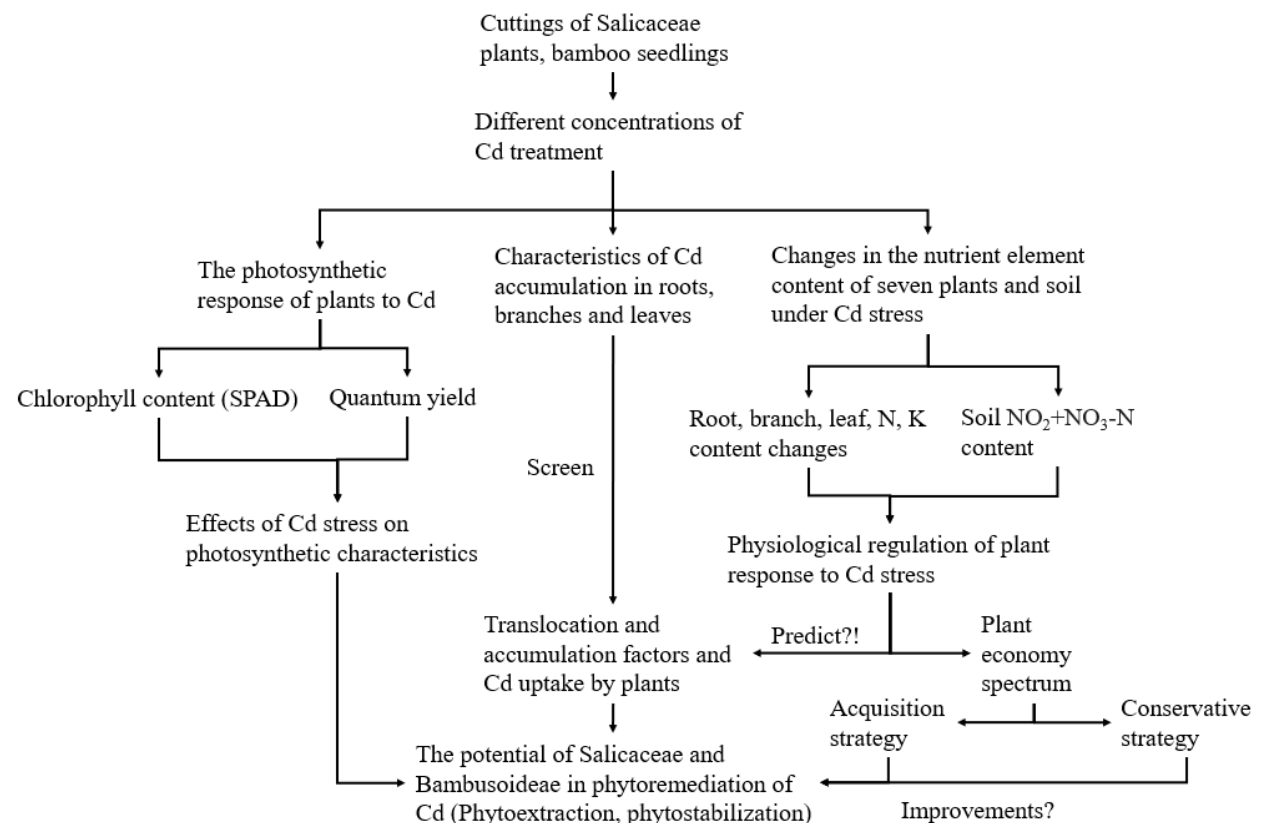 Cuttings of Salicaceae
plants, bamboo seedlings
Different concentrations of
Cd treatment
The photosynthetic
response of plants to Cd
Characteristics of Cd
accumulation in roots,
branches and leaves
Changes in the nutrient element
content of seven plants and soil
under Cd stress
Chlorophyll content (SPAD)
Quantum yield
Root, branch, leaf, N, K
content changes
Soil NO₂+NO₃-N
content
Screen
Effects of Cd stress on
photosynthetic characteristics
Physiological regulation of plant
response to Cd stress
Translocation and
accumulation factors and
Cd uptake by plants
Predict?!
Plant
economy
spectrum
Acquisition
strategy
Conservative
strategy
The potential of Salicaceae and
Bambusoideae in phytoremediation of
Cd (Phytoextraction, phytostabilization)
Improvements?